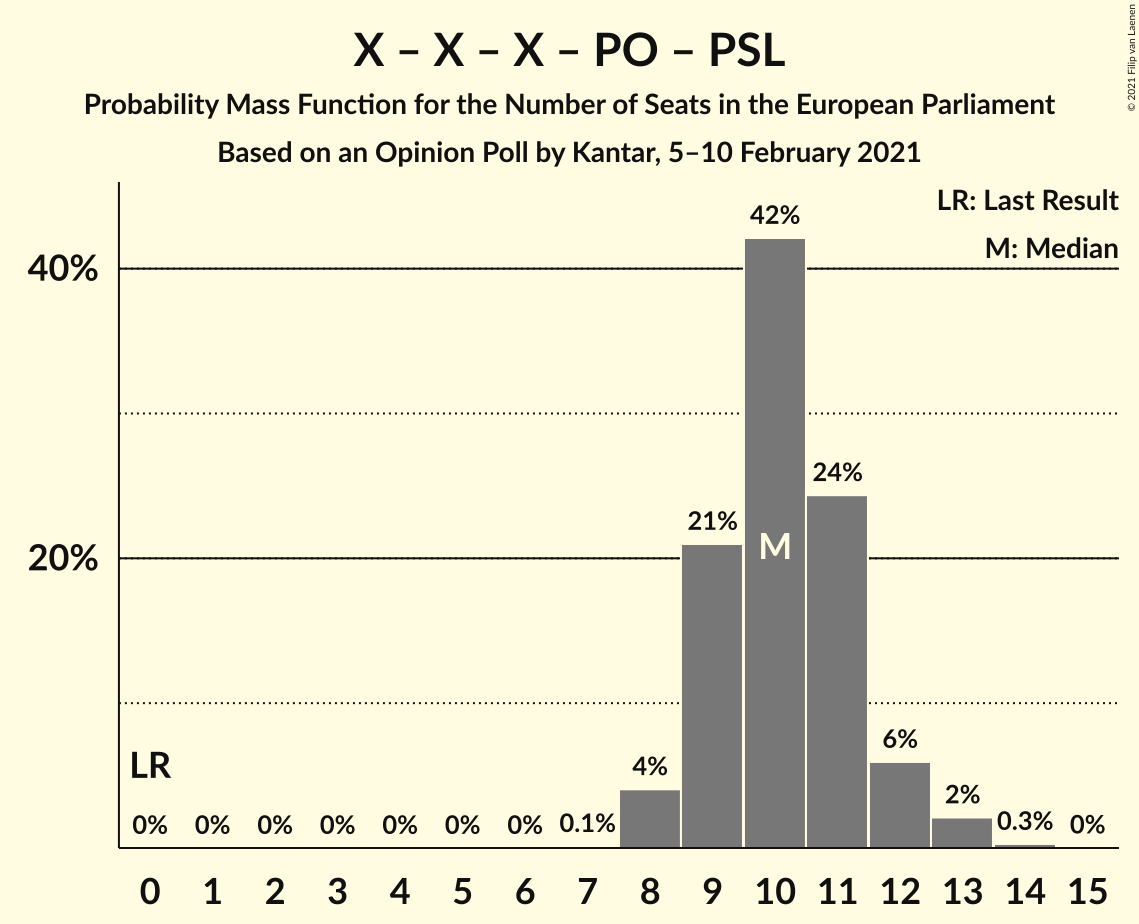 X – X – X – PO – PSL
Probability Mass Function for the Number of Seats in the European Parliament
Based on an Opinion Poll by Kantar, 5–10 February 2021
© 2021 Filip van Laenen
LR: Last Result
M: Median
40%
20%
42%
24%
21%
M
LR
6%
4%
2%
0% 0% 0% 0% 0% 0% 0% 0.1% 0.3% 0%
0 1 2 3 4 5 6 7 8 9 10 11 12 13 14 15